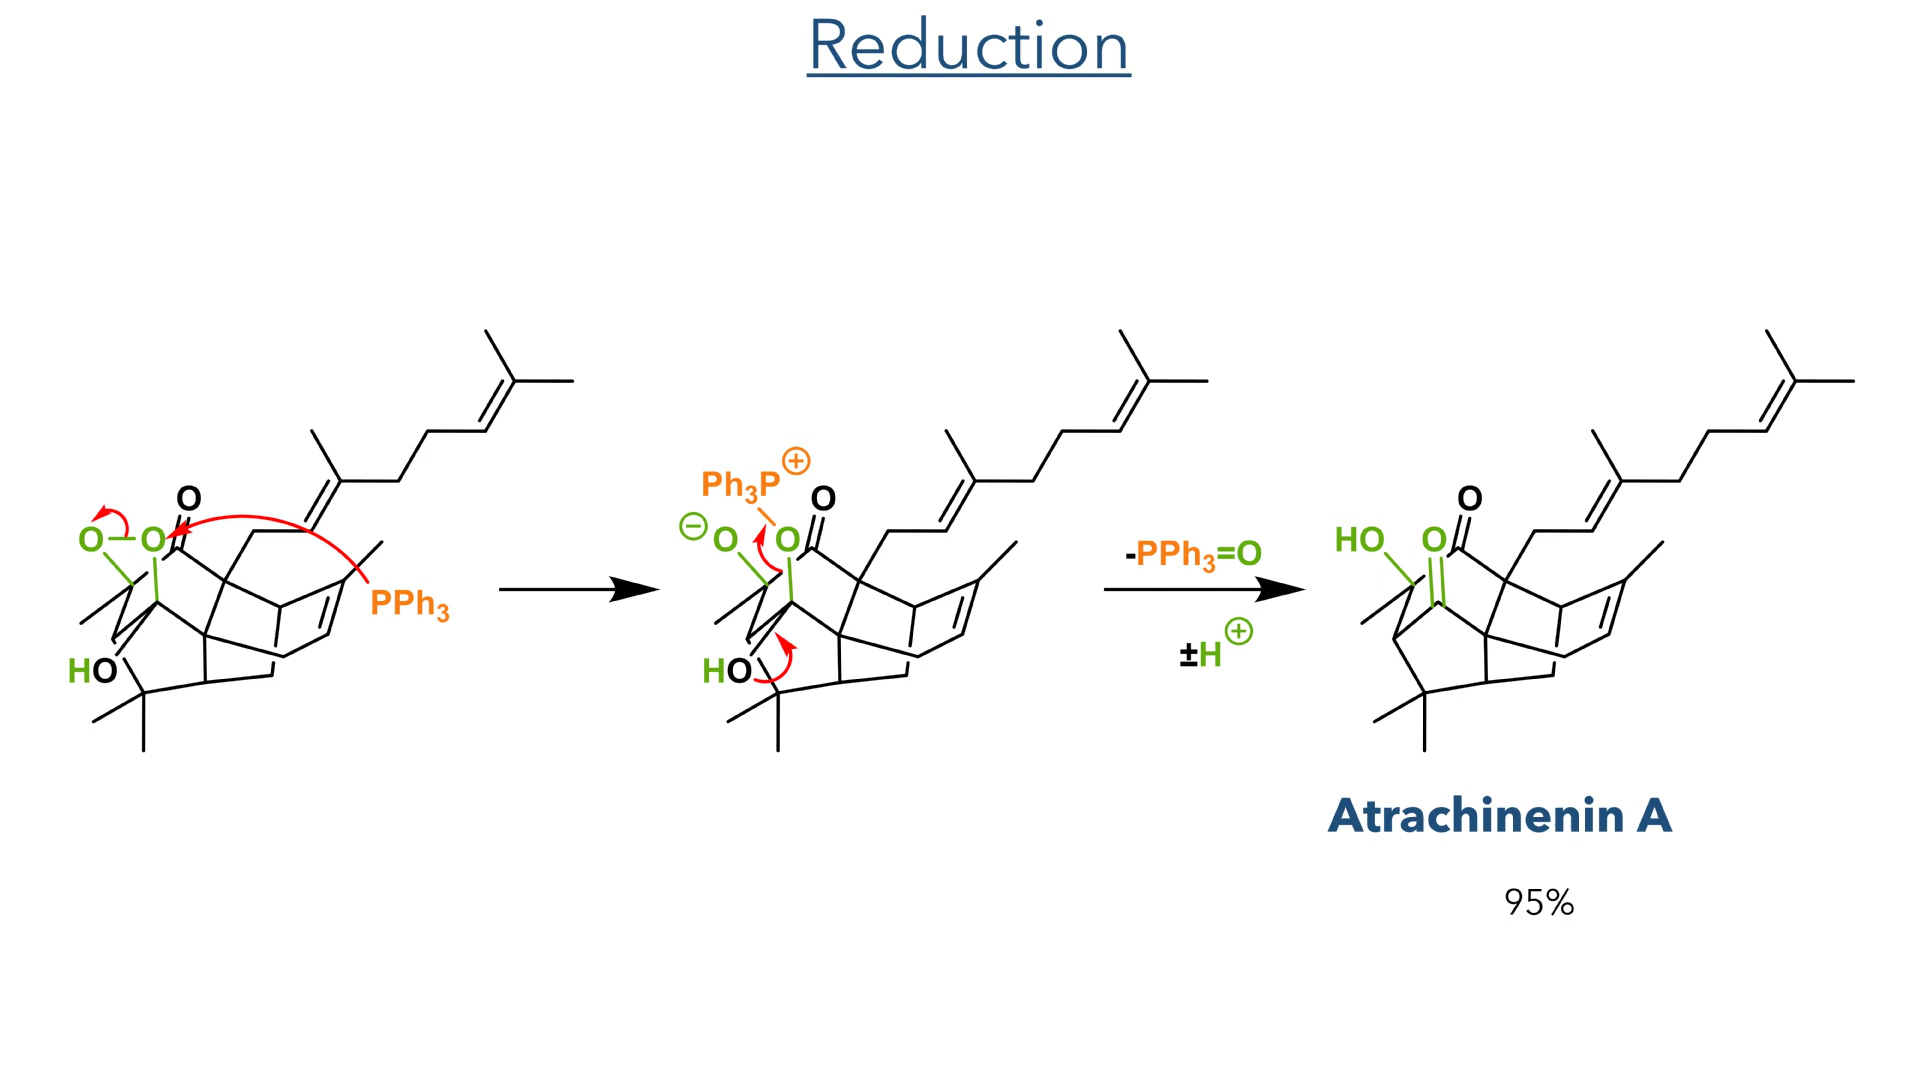 Reduction
O
O
O
PPh3
HO
Ph3P
+
−
O
O
O
HO
-PPh3=O
±H
+
O
HO
O
Atrachinenin A
95%